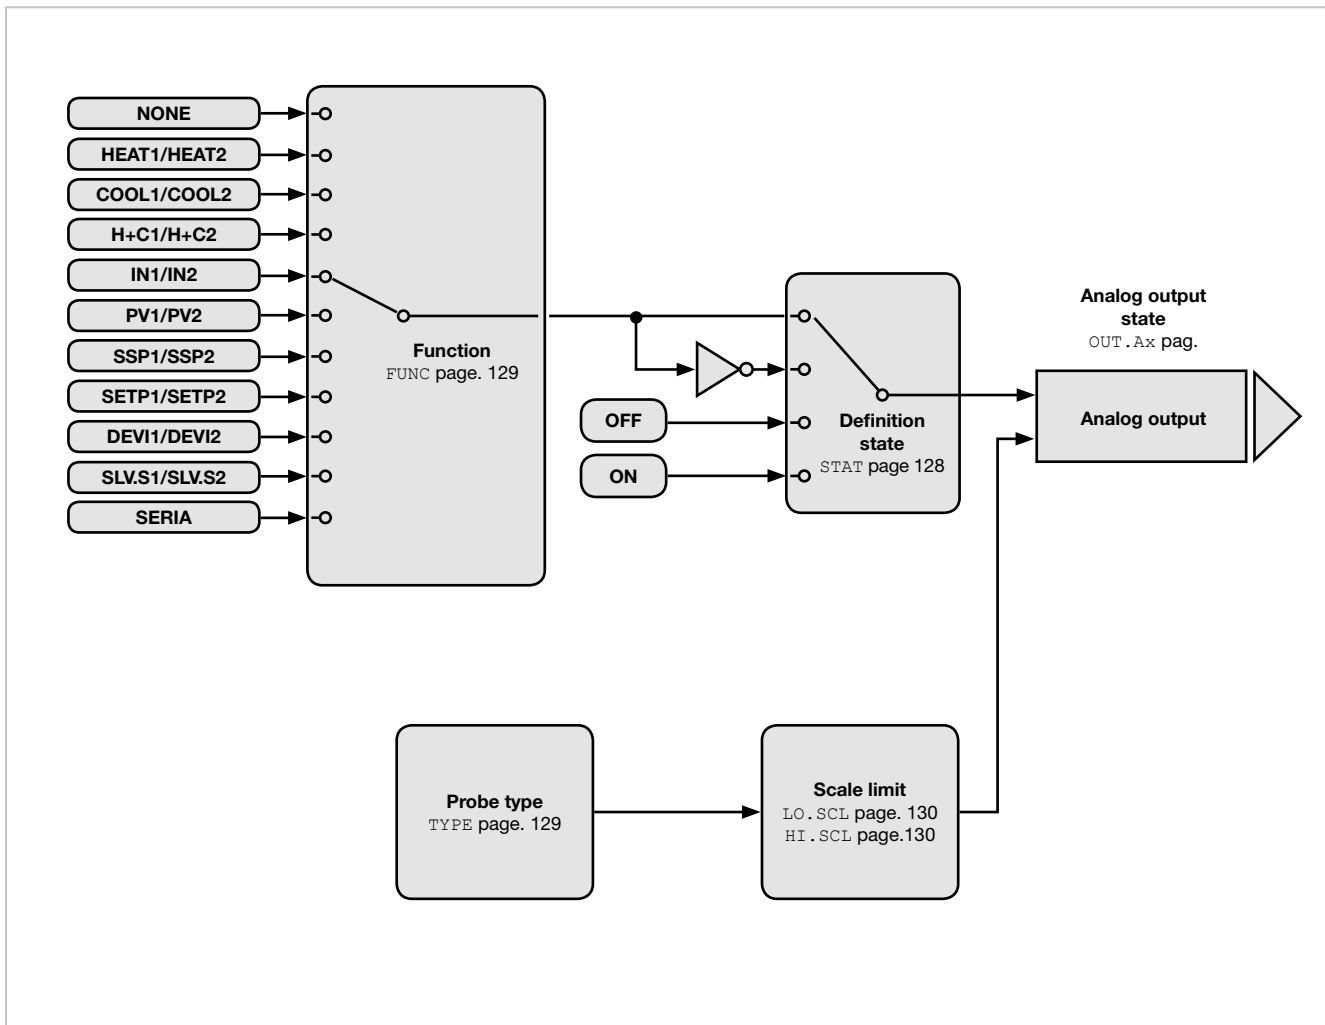 NONE
HEAT1/HEAT2
COOL1/COOL2
H+C1/H+C2
IN1/IN2
PV1/PV2
SSP1/SSP2
SETP1/SETP2
DEVI1/DEVI2
SLV.S1/SLV.S2
SERIA
Function
FUNC page. 129
OFF
ON
Definition
state
STAT page 128
Analog output
state
OUT.Ax pag.
Analog output
Probe type
TYPE page. 129
Scale limit
LO.SCL page. 130
HI.SCL page.130